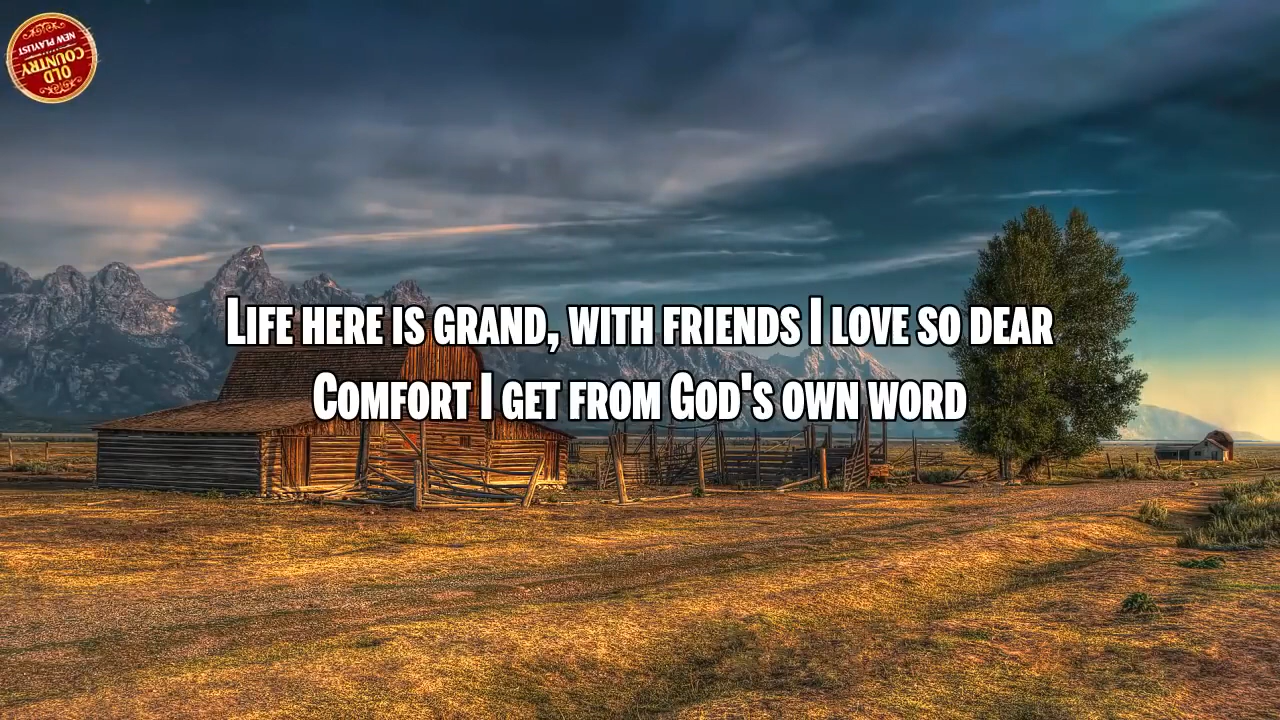 OLD
COUNTRY
NEW PLAYLIST
Life here is grand, with friends I love so dear
Comfort I get from God's own word